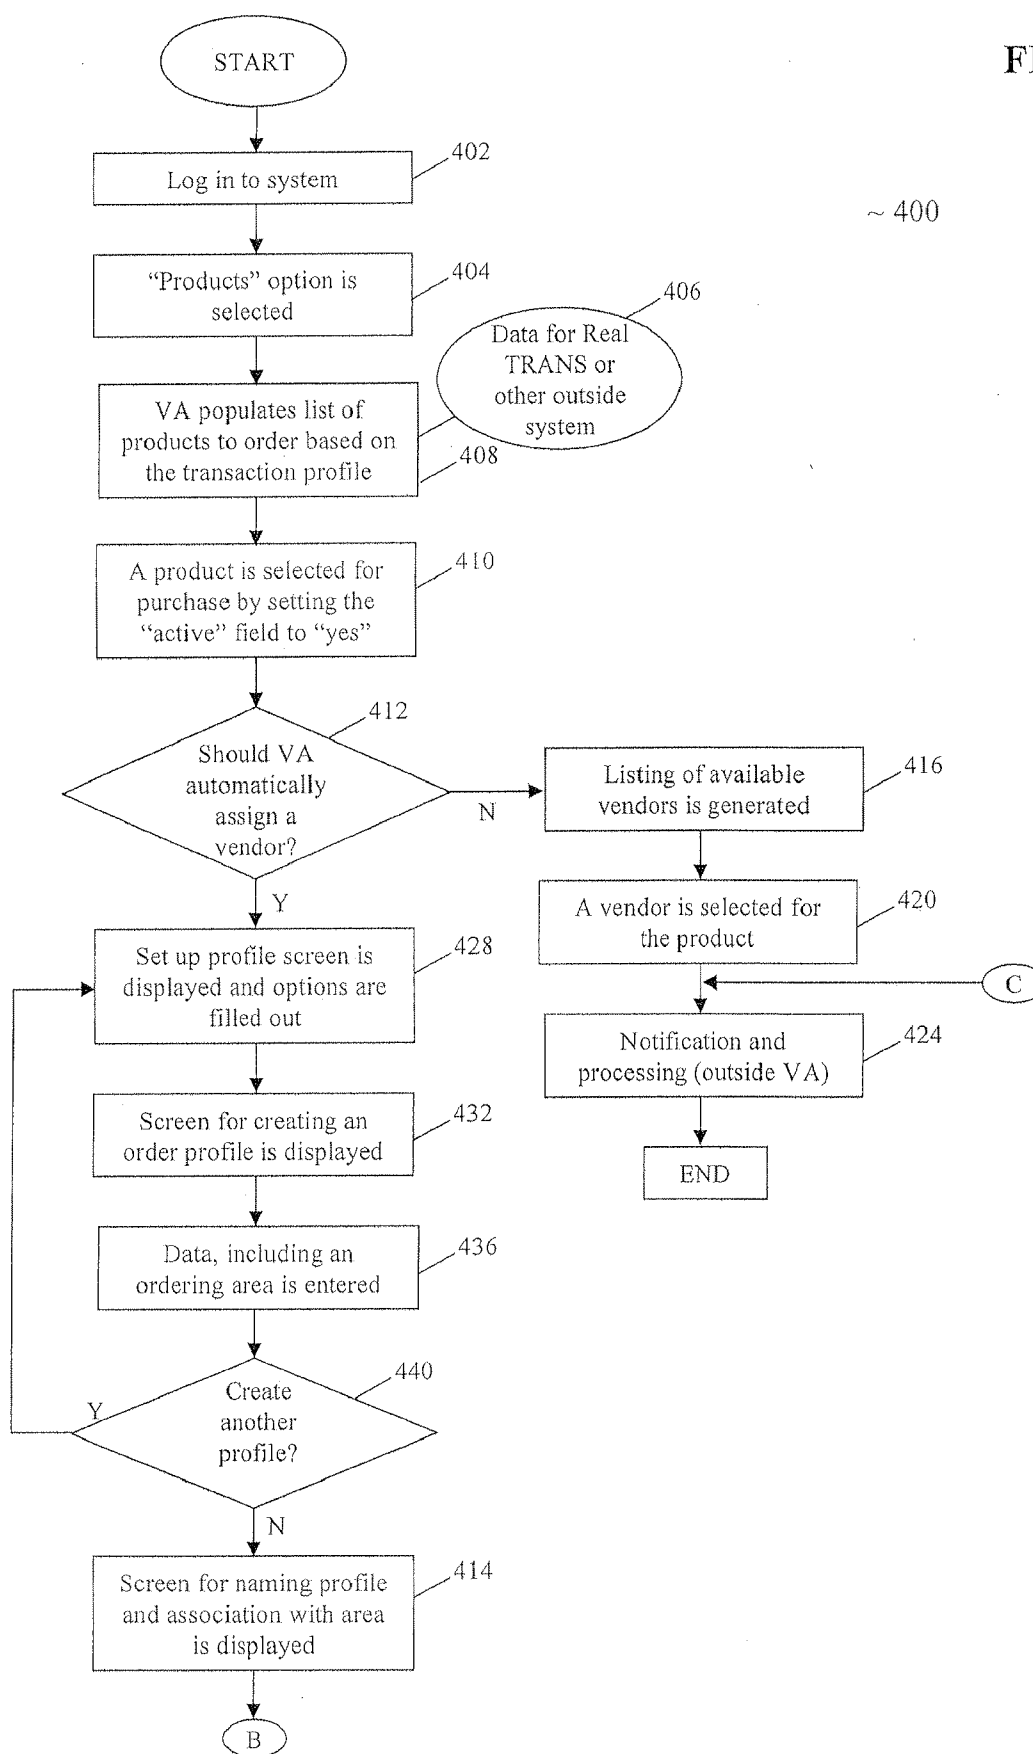 START
FI
402
Log in to system
~ 400
"Products" option is
selected
404
406
Data for Real
TRANS or
other outside
system
VA populates list of
products to order based on
the transaction profile
408
A product is selected for
purchase by setting the
"active" field to "yes"
410
412
Should VA
automatically
assign a
vendor?
N
Y
Listing of available
vendors is generated
416
A vendor is selected for
the product
420
C
Notification and
processing (outside VA)
424
END
Set up profile screen is
displayed and options are
filled out
428
Screen for creating an
order profile is displayed
432
Data, including an
ordering area is entered
436
440
Create
another
profile?
Y
N
Screen for naming profile
and association with area
is displayed
414
B